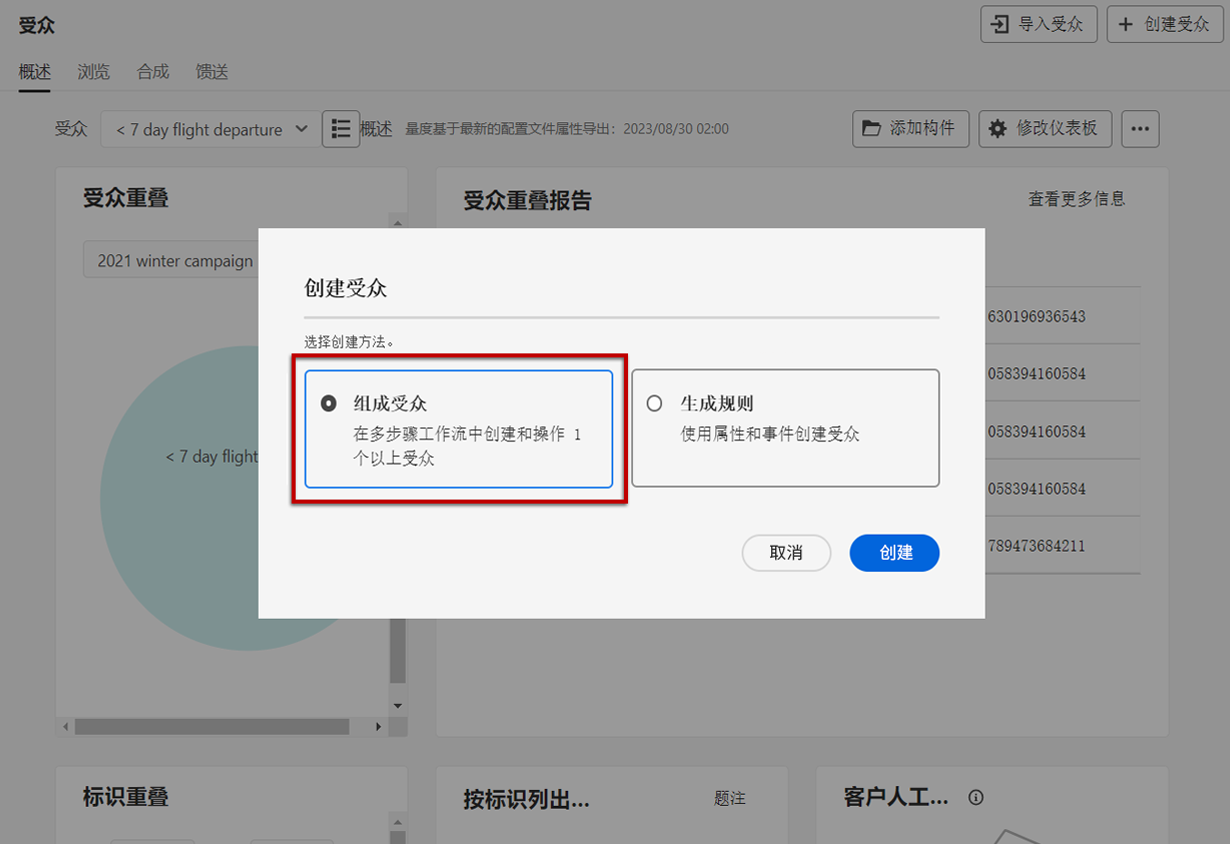 受众
导入受众
创建受众
概述 浏览 合成 馈送
受众
< 7 day flight departure
概述
量度基于最新的配置文件属性导出：2023/08/30 02:00
添加构件
修改仪表板
受众重叠
受众重叠报告
查看更多信息
2021 winter campaign
创建受众
选择创建方法。
组成受众
在多步骤工作流中创建和操作 1
个以上受众
生成规则
使用属性和事件创建受众
取消
创建
630196936543
058394160584
058394160584
058394160584
789473684211
< 7 day flight
标识重叠
按标识列出...
题注
客户人工...